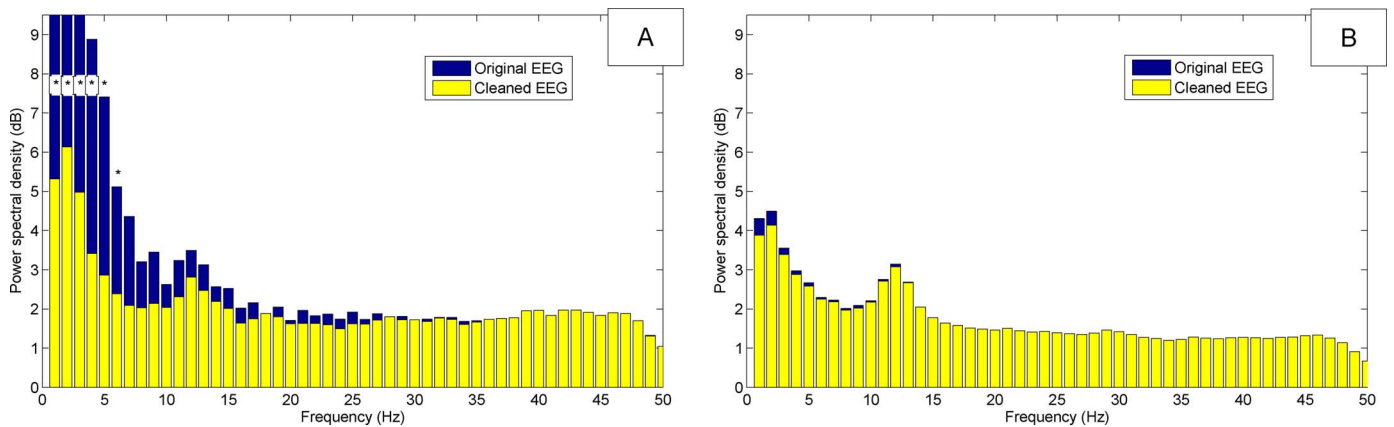 A
Original EEG
Cleaned EEG
* * * * *
*
Power spectral density (dB)
9
8
7
6
5
4
3
2
1
0
0 5 10 15 20 25 30 35 40 45 50
Frequency (Hz)
B
Original EEG
Cleaned EEG
Power spectral density (dB)
9
8
7
6
5
4
3
2
1
0
0 5 10 15 20 25 30 35 40 45 50
Frequency (Hz)